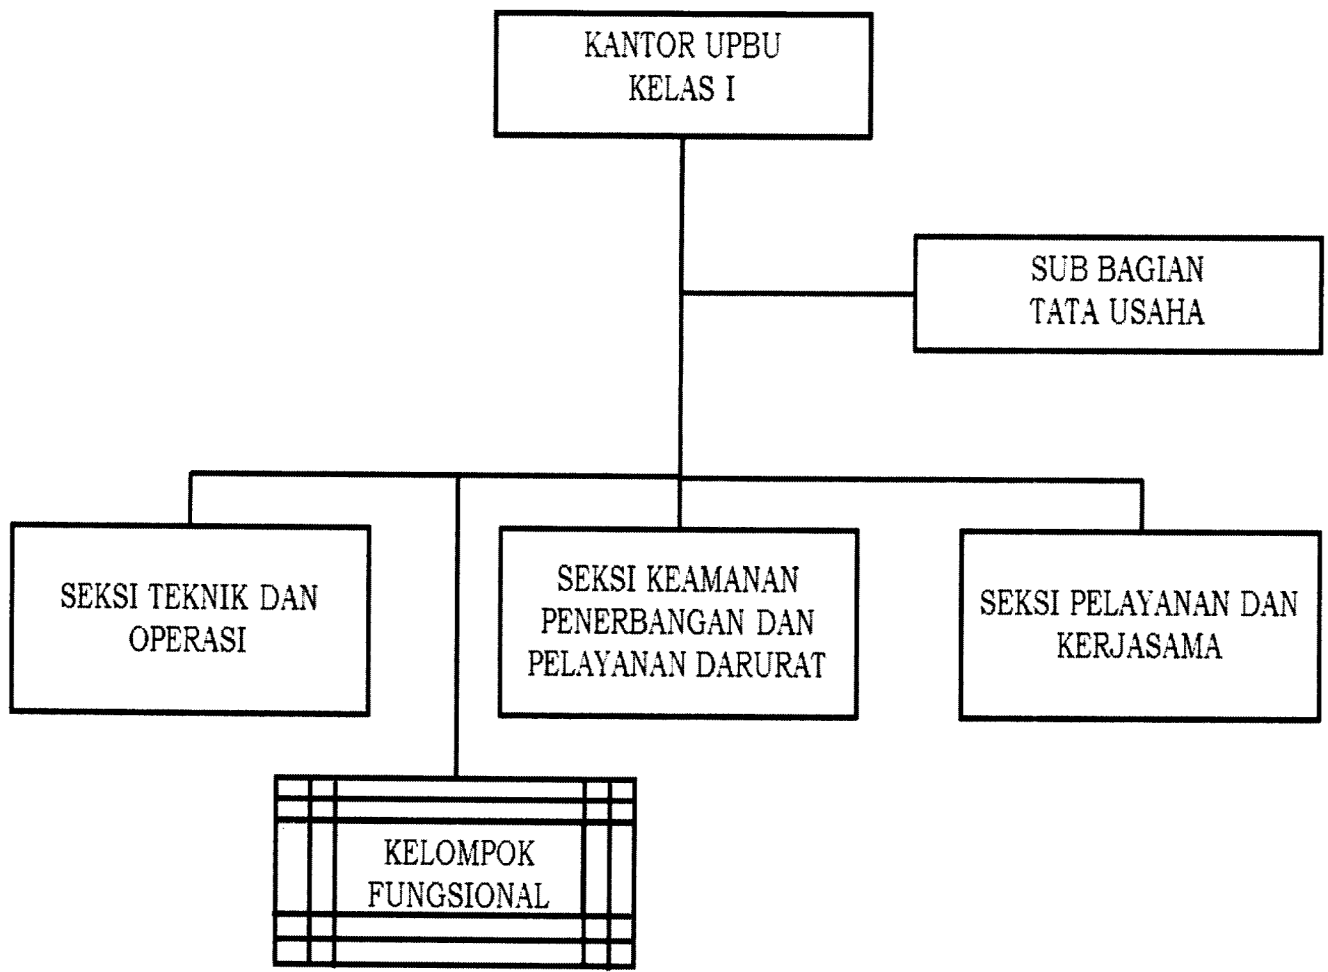 KANTOR UPBU
KELAS I
SUB BAGIAN
TATA USAHA
SEKSI TEKNIK DAN
OPERASI
SEKSI KEAMANAN
PENERBANGAN DAN
PELAYANAN DARURAT
SEKSI PELAYANAN DAN
KERJASAMA
KELOMPOK
FUNGSIONAL